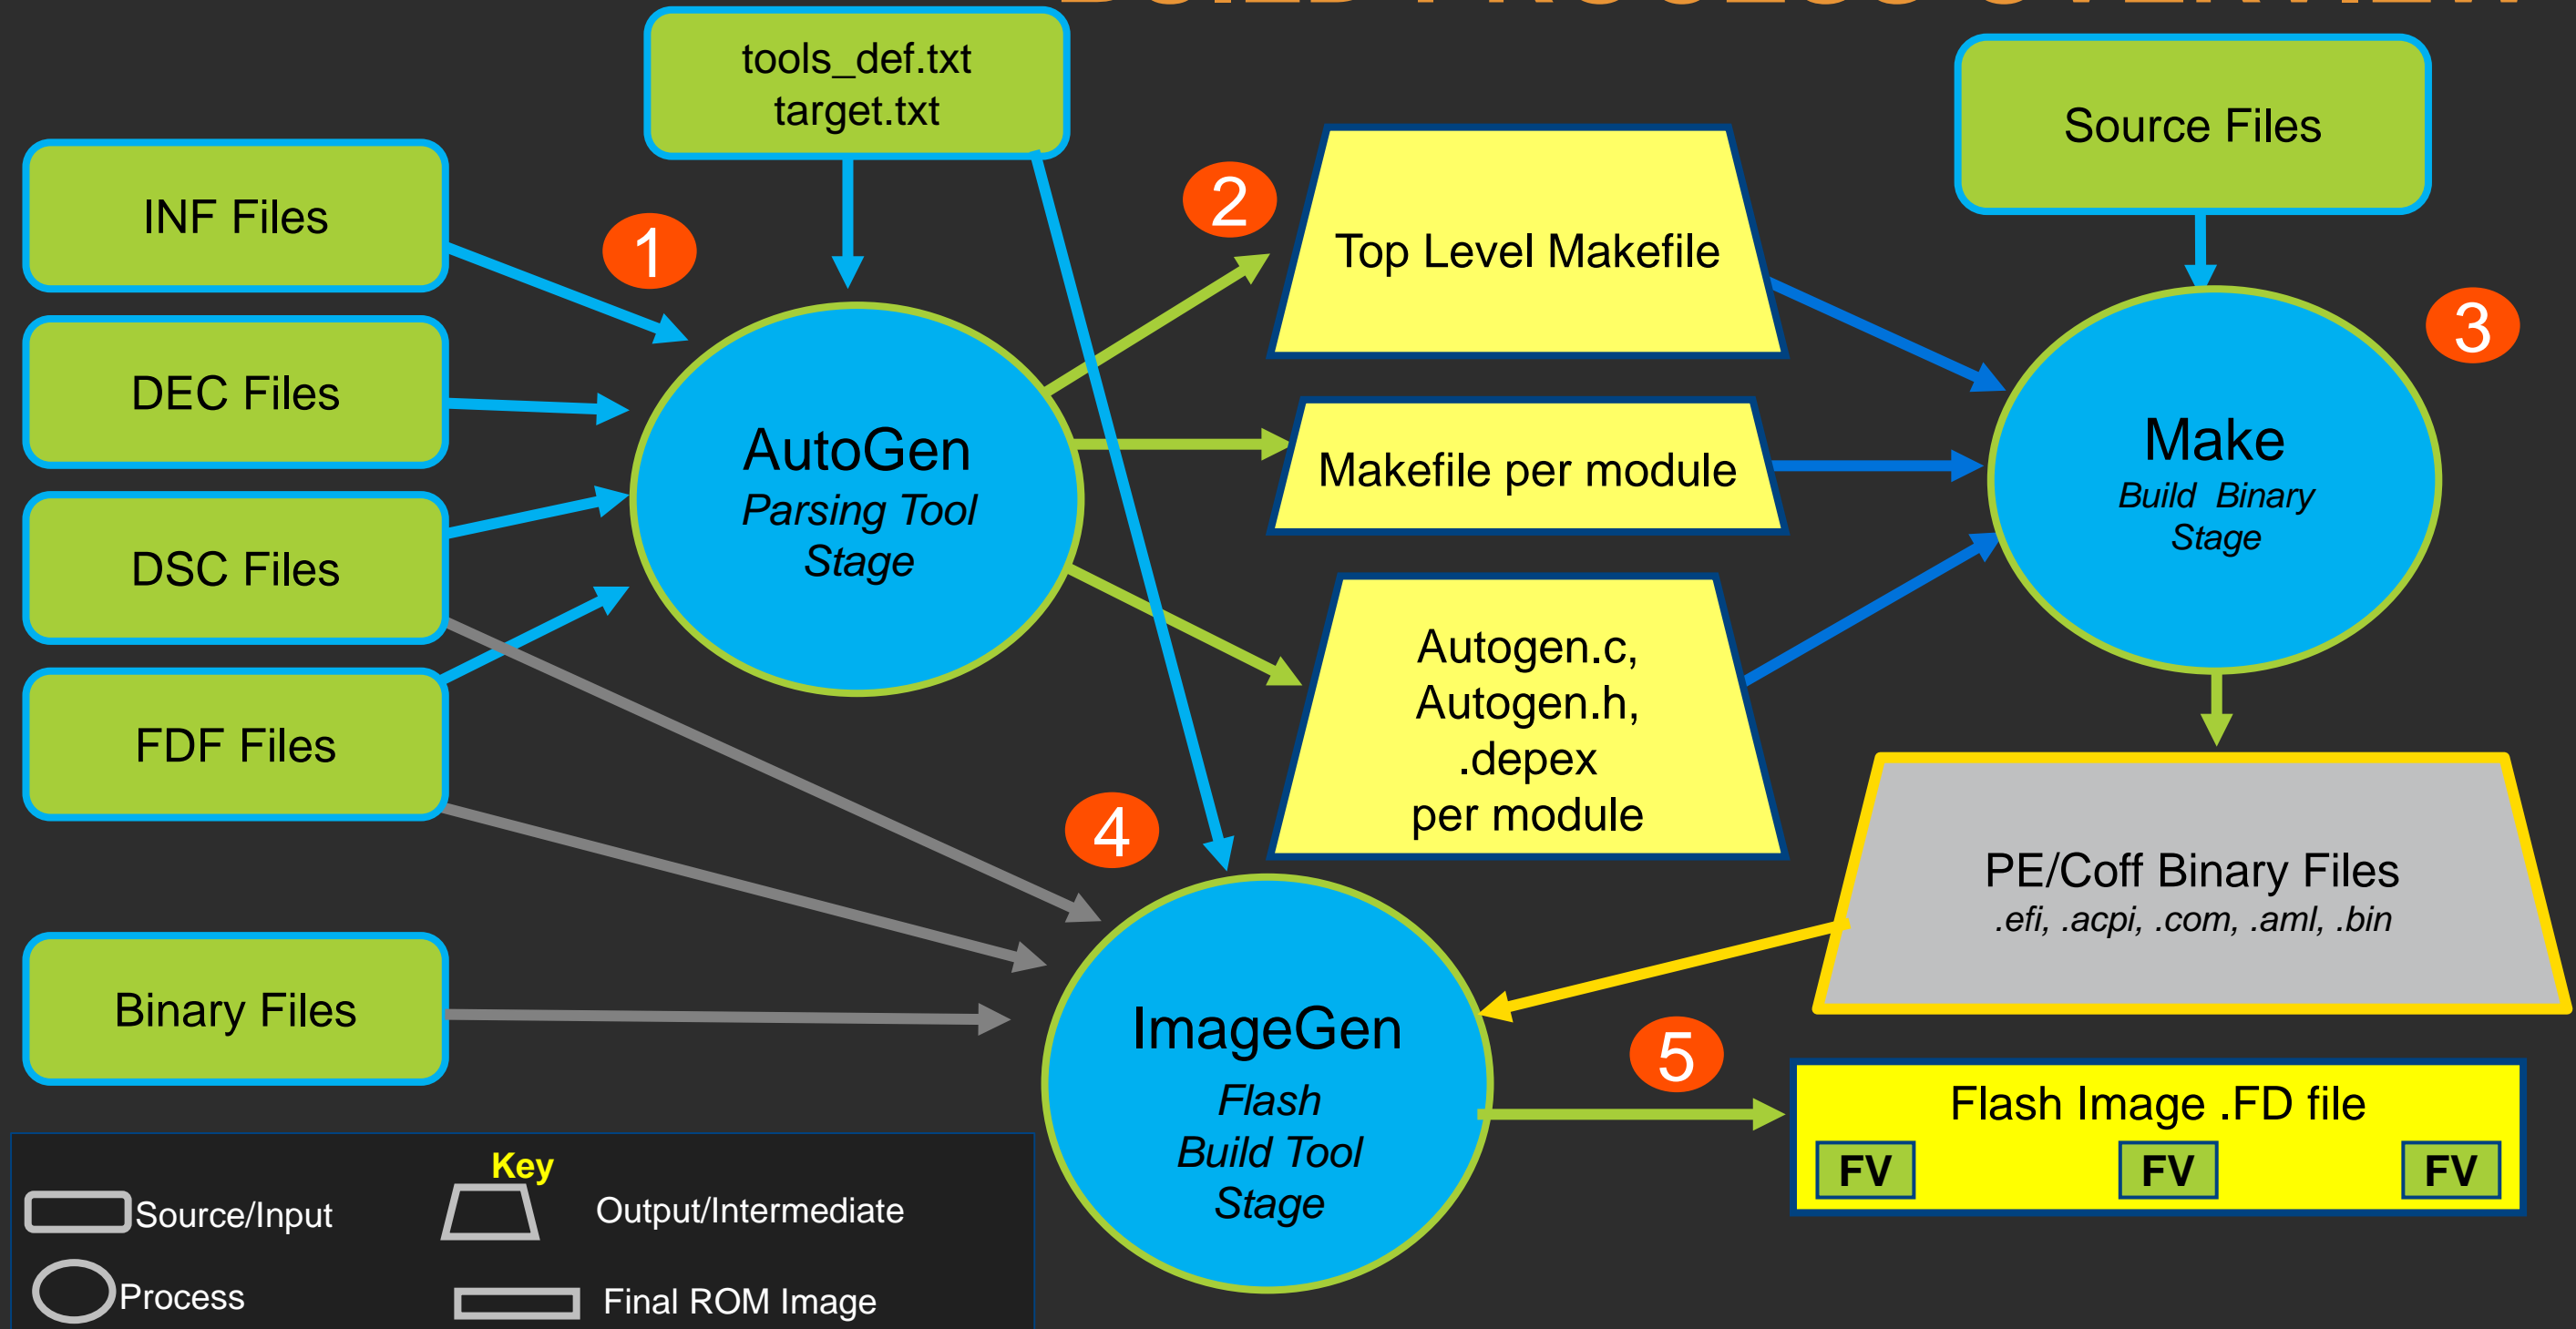 BUILD PROCESS OVERVIEW
tools_def.txt
target.txt
Source Files
INF Files
1
2
Top Level Makefile
3
DEC Files
AutoGen
Parsing Tool
Stage
Makefile per module
Make
Build Binary
Stage
DSC Files
Autogen.c,
Autogen.h,
.depex
per module
FDF Files
4
PE/Coff Binary Files
.efi, .acpi, .com, .aml, .bin
Binary Files
ImageGen
Flash
Build Tool
Stage
5
Flash Image .FD file
FV FV FV
Key
Source/Input
Output/Intermediate
Process
Final ROM Image